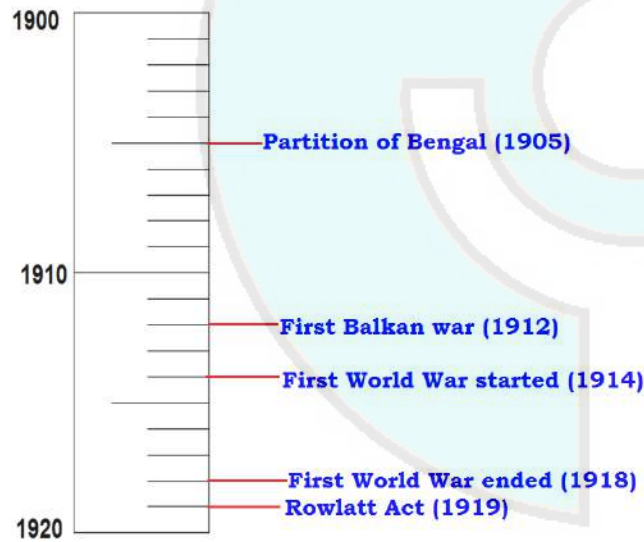 1900
Partition of Bengal (1905)
1910
First Balkan war (1912)
First World War started (1914)
First World War ended (1918)
Rowlatt Act (1919)
1920